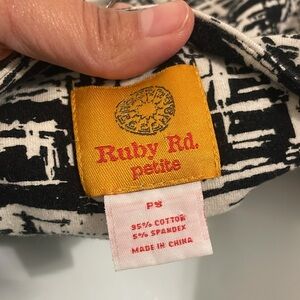 Ruby Rd.
petite
PS
95% COTTON
5% SPANDEX
MADE IN CHINA